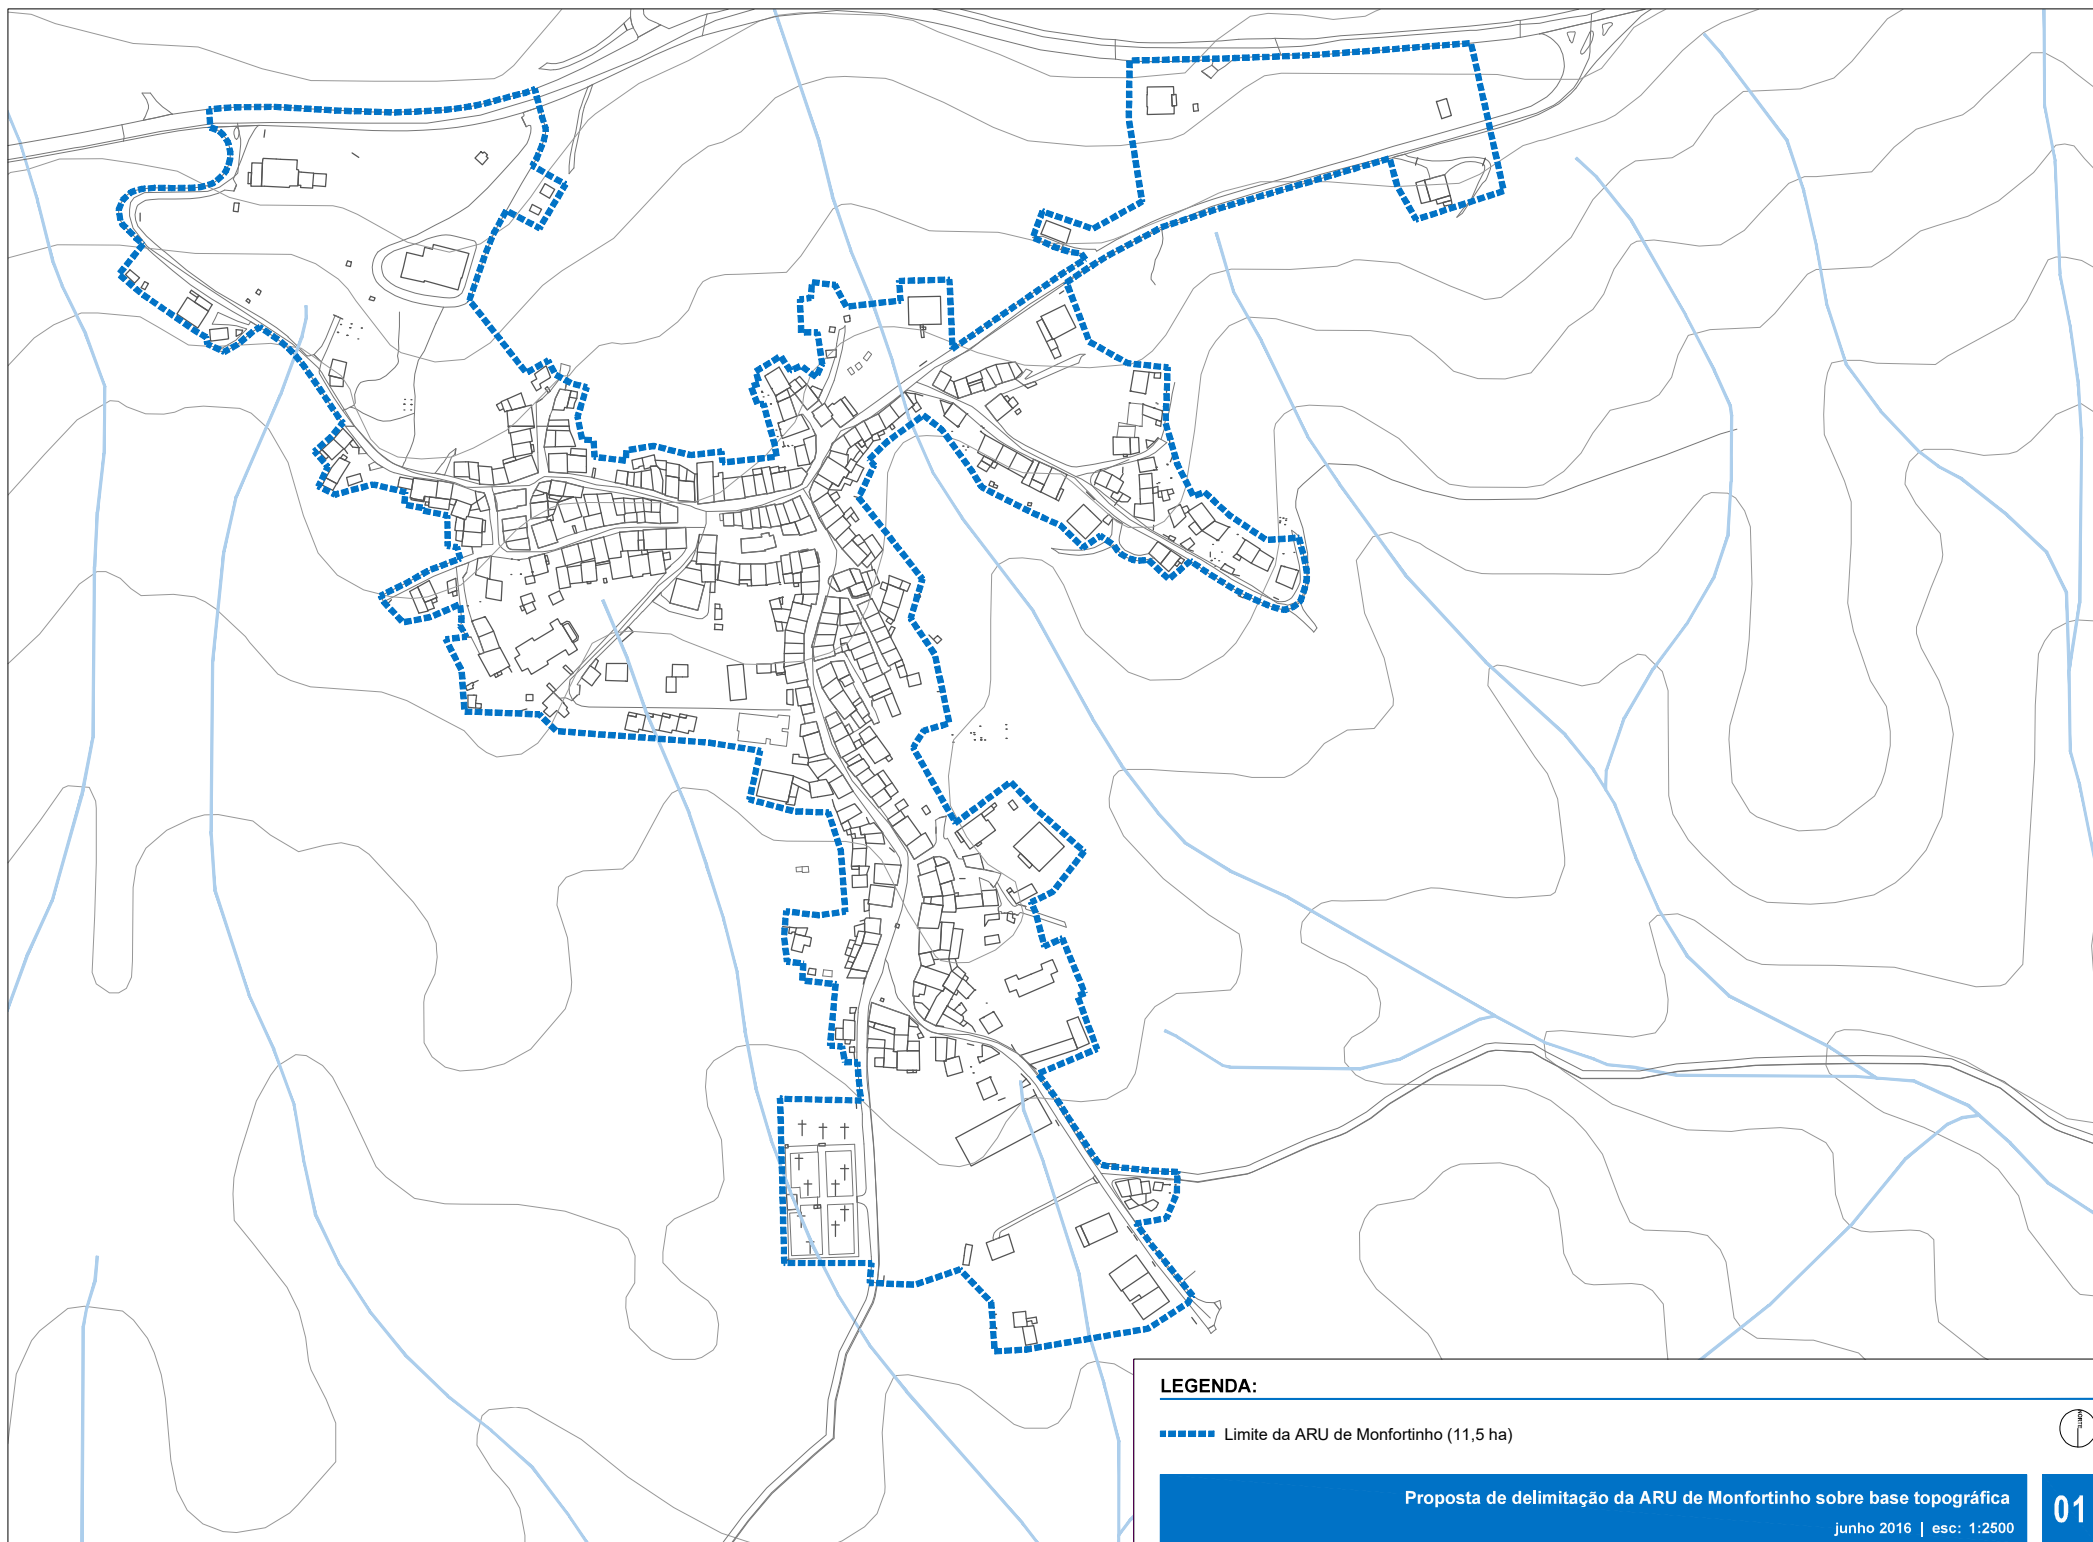 LEGENDA:
Limite da ARU de Monfortinho (11,5 ha)
NORTE
Proposta de delimitação da ARU de Monfortinho sobre base topográfica
junho 2016 | esc: 1:2500
01